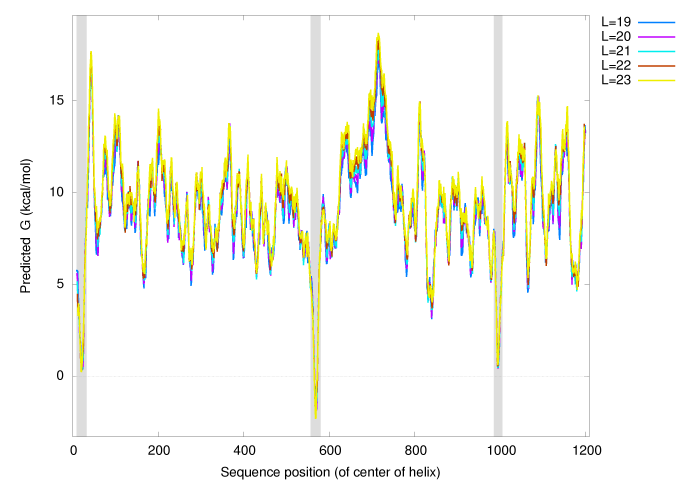 L=19
L=20
L=21
L=22
L=23
15
10
5
0
Predicted G (kcal/mol)
0 200 400 600 800 1000 1200
Sequence position (of center of helix)